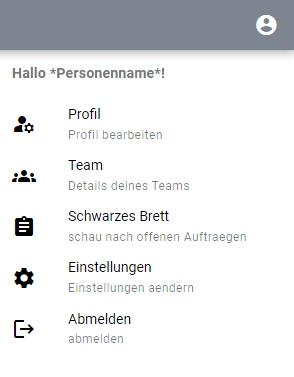 Hallo *Personenname*!
Profil
Profil bearbeiten
Team
Details deines Teams
Schwarzes Brett
schau nach offenen Auftraegen
Einstellungen
Einstellungen aendern
Abmelden
abmelden